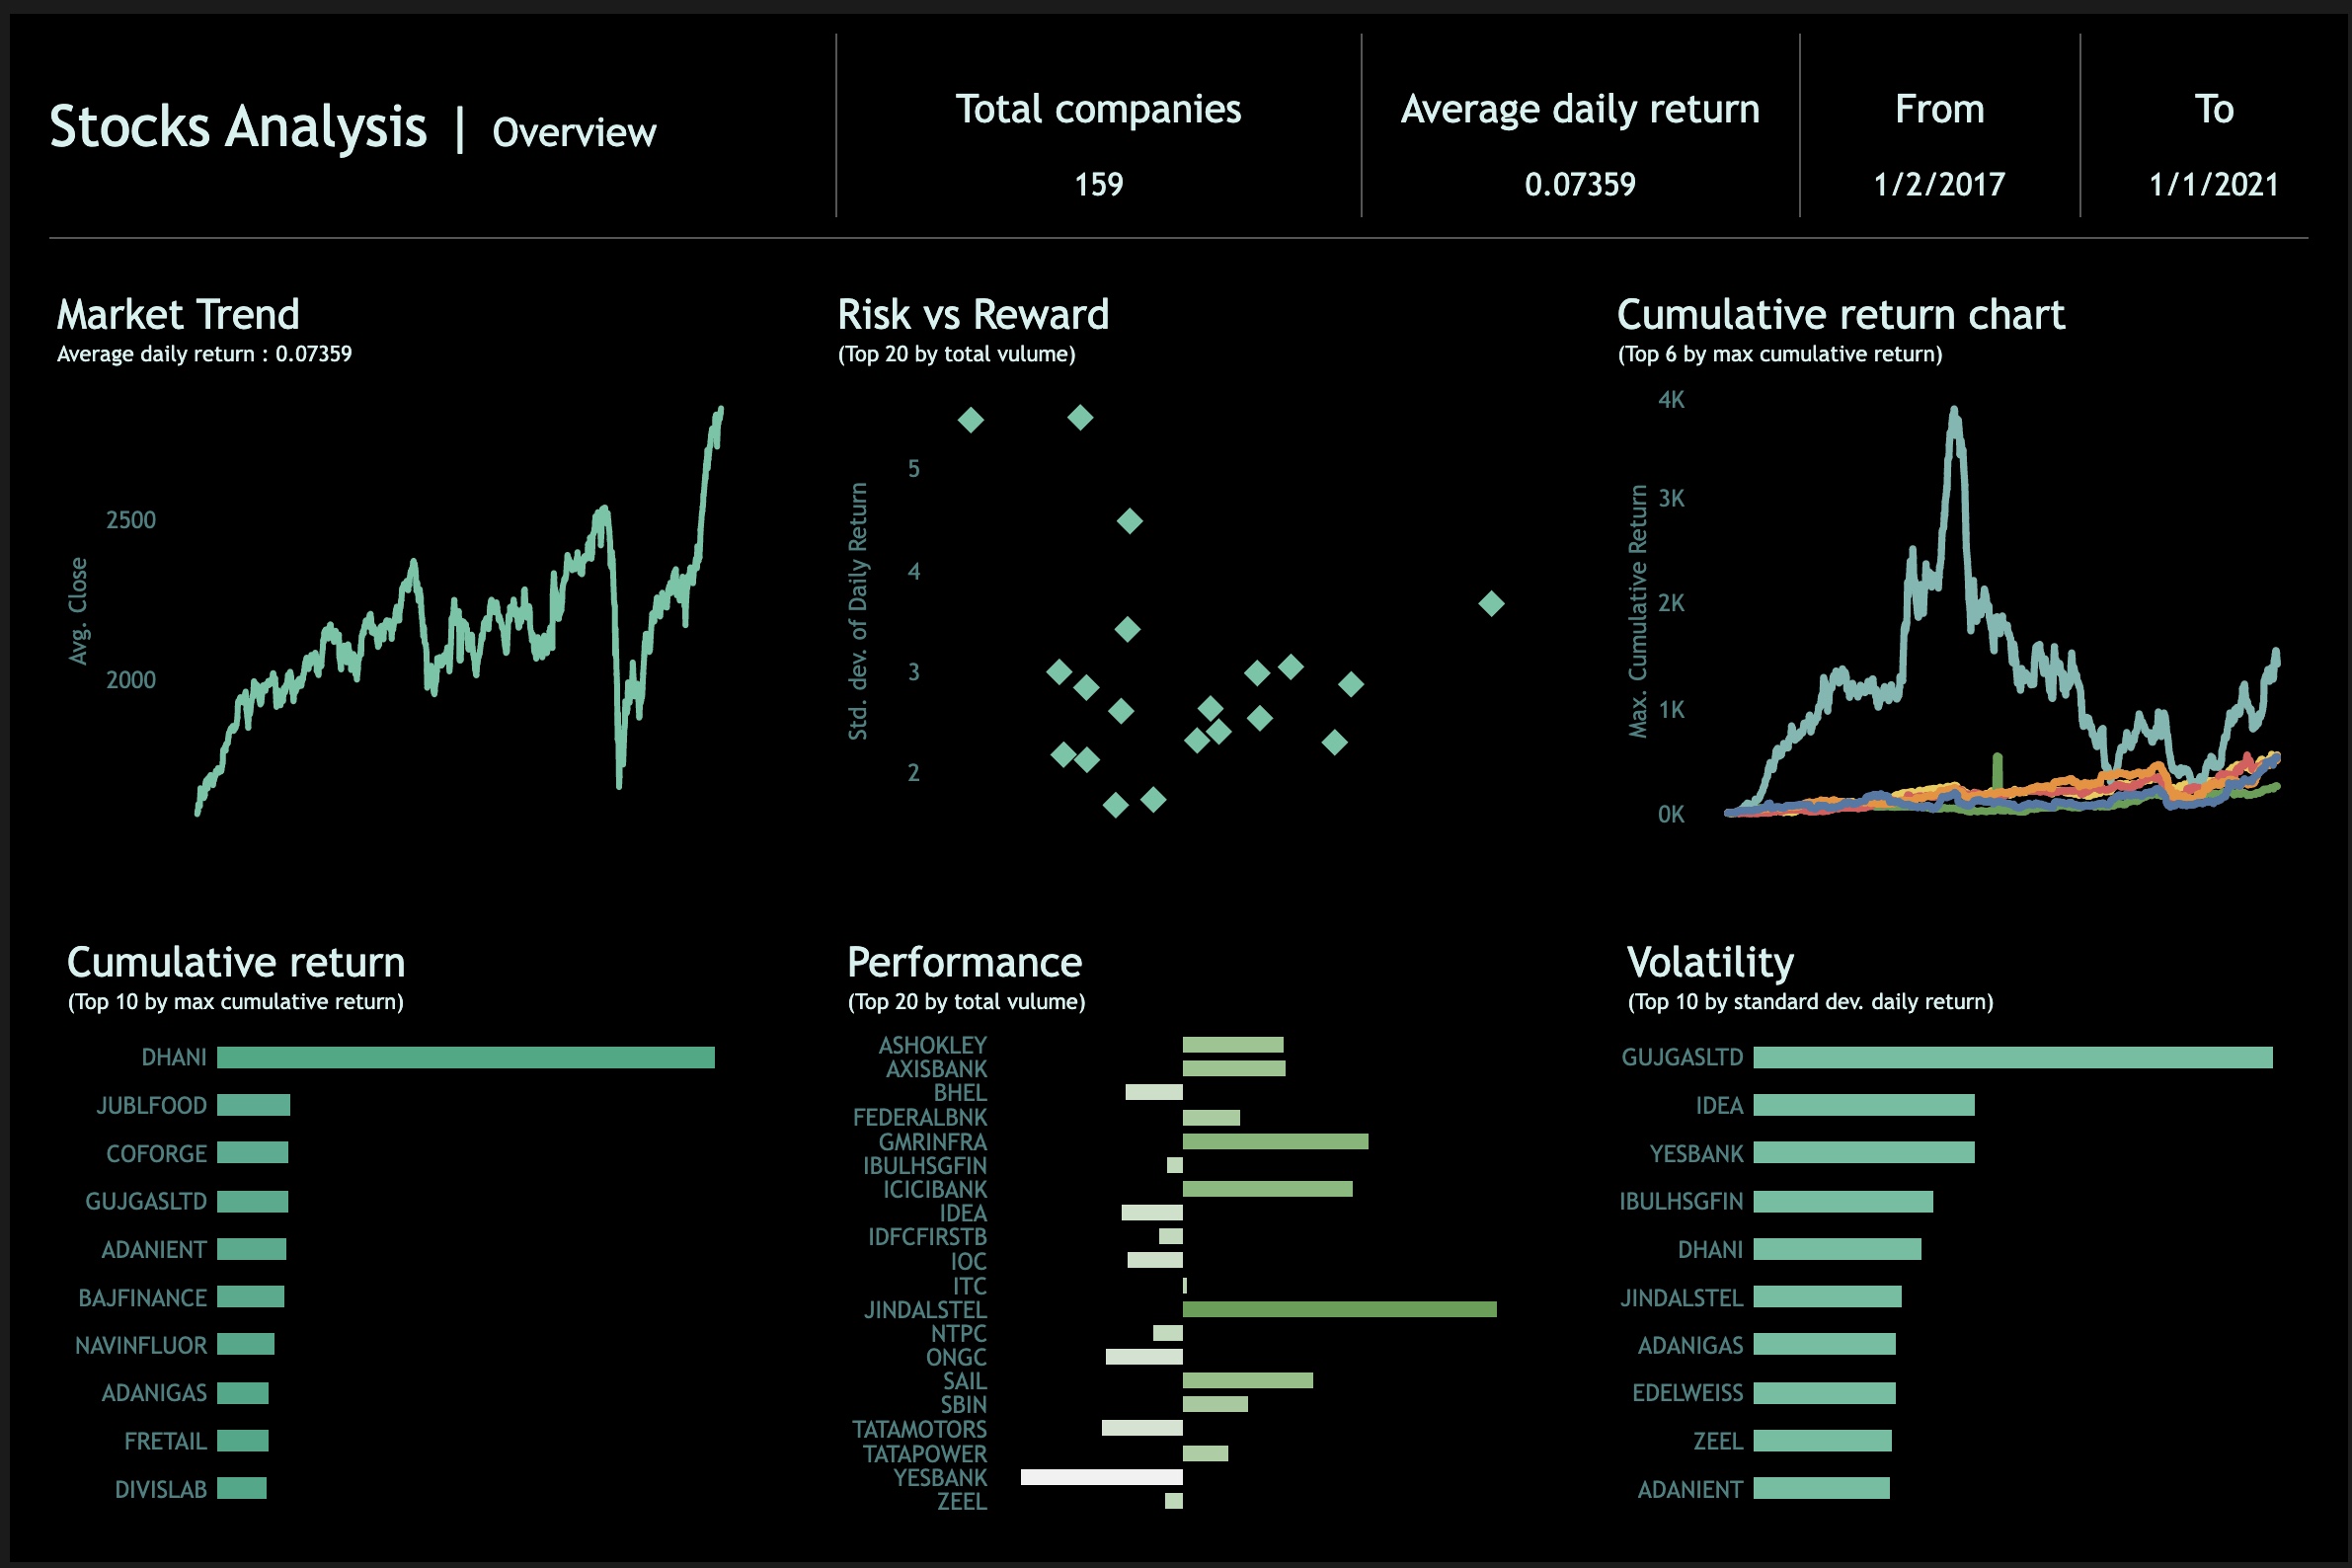 Stocks Analysis | Overview
Total companies
159
Average daily return
0.07359
From
1/2/2017
To
1/1/2021
Market Trend
Average daily return : 0.07359
Avg. Close
2500
2000
Risk vs Reward
(Top 20 by total vulume)
Std. dev. of Daily Return
5
4
3
2
Cumulative return chart
(Top 6 by max cumulative return)
Max. Cumulative Return
4K
3K
2K
1K
0K
Cumulative return
(Top 10 by max cumulative return)
DHANI
JUBLFOOD
COFORGE
GUJGASLTD
ADANIENT
BAJFINANCE
NAVINFLUOR
ADANIGAS
FRETAIL
DIVISLAB
Performance
(Top 20 by total vulume)
ASHOKLEY
AXISBANK
BHEL
FEDERALBNK
GMRINFRA
IBULHSGFIN
ICICIBANK
IDEA
IDFCFIRSTB
IOC
ITC
JINDALSTEL
NTPC
ONGC
SAIL
SBIN
TATAMOTORS
TATAPOWER
YESBANK
ZEEL
Volatility
(Top 10 by standard dev. daily return)
GUJGASLTD
IDEA
YESBANK
IBULHSGFIN
DHANI
JINDALSTEL
ADANIGAS
EDELWEISS
ZEEL
ADANIENT